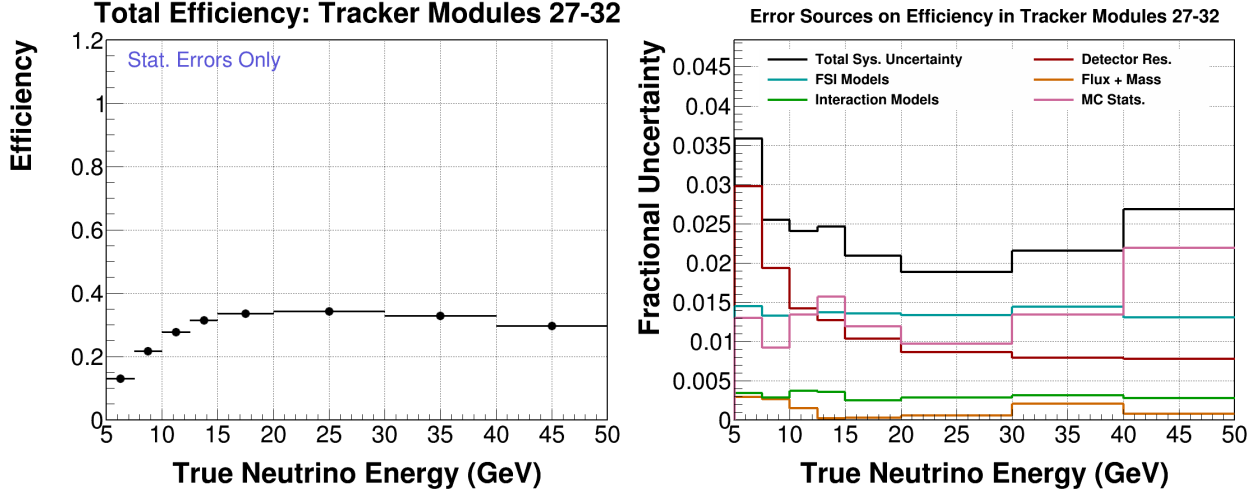 Total Efficiency: Tracker Modules 27-32
Efficiency
Stat. Errors Only
1.2
1
0.8
0.6
0.4
0.2
0
5 10 15 20 25 30 35 40 45 50
True Neutrino Energy (GeV)
Error Sources on Efficiency in Tracker Modules 27-32
Fractional Uncertainty
Total Sys. Uncertainty
FSI Models
Interaction Models
Detector Res.
Flux + Mass
MC Stats.
0.045
0.04
0.035
0.03
0.025
0.02
0.015
0.01
0.005
0
5 10 15 20 25 30 35 40 45 50
True Neutrino Energy (GeV)